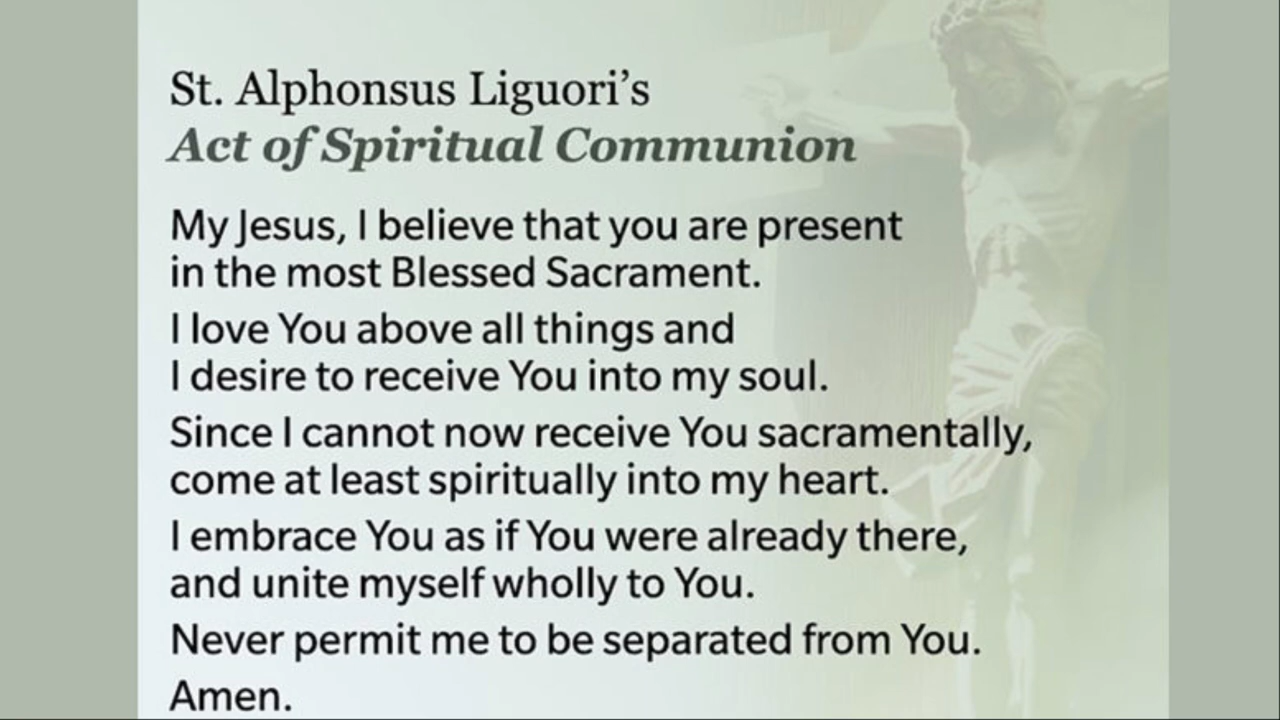 St. Alphonsus Liguori’s
Act of Spiritual Communion
My Jesus, I believe that you are present
in the most Blessed Sacrament.
I love You above all things and
I desire to receive You into my soul.
Since I cannot now receive You sacramentally,
come at least spiritually into my heart.
I embrace You as if You were already there,
and unite myself wholly to You.
Never permit me to be separated from You.
Amen.